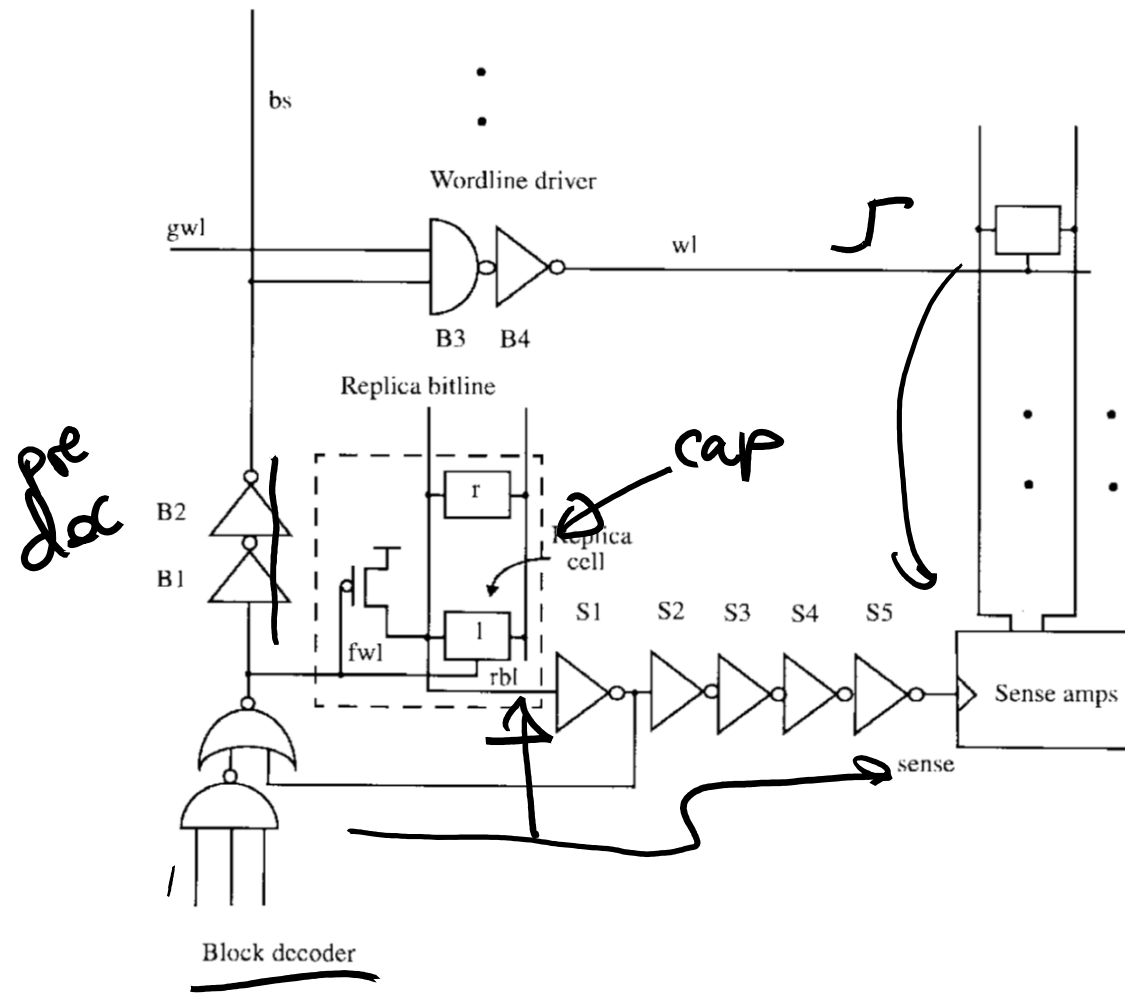 bs
Wordline driver
gwl
wl
B3 B4
Replica bitline
cap
pre
dec
B2
r
Replica
cell
B1
S1 S2 S3 S4 S5
l
fwl
rbl
Sense amps
sense
Block decoder